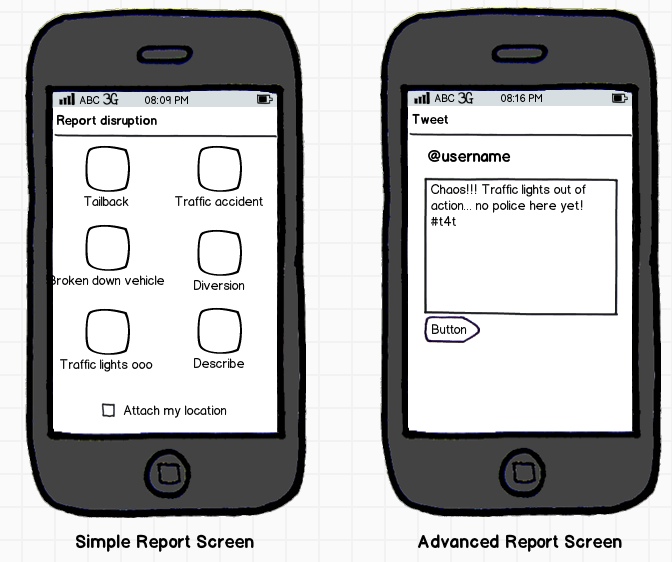 ABC 3G 08:09 PM
Report disruption
Tailback Traffic accident
Broken down vehicle Diversion
Traffic lights ooo Describe
Attach my location
Simple Report Screen
ABC 3G 08:16 PM
Tweet
@username
Chaos!!! Traffic lights out of
action... no police here yet!
#t4t
Button
Advanced Report Screen